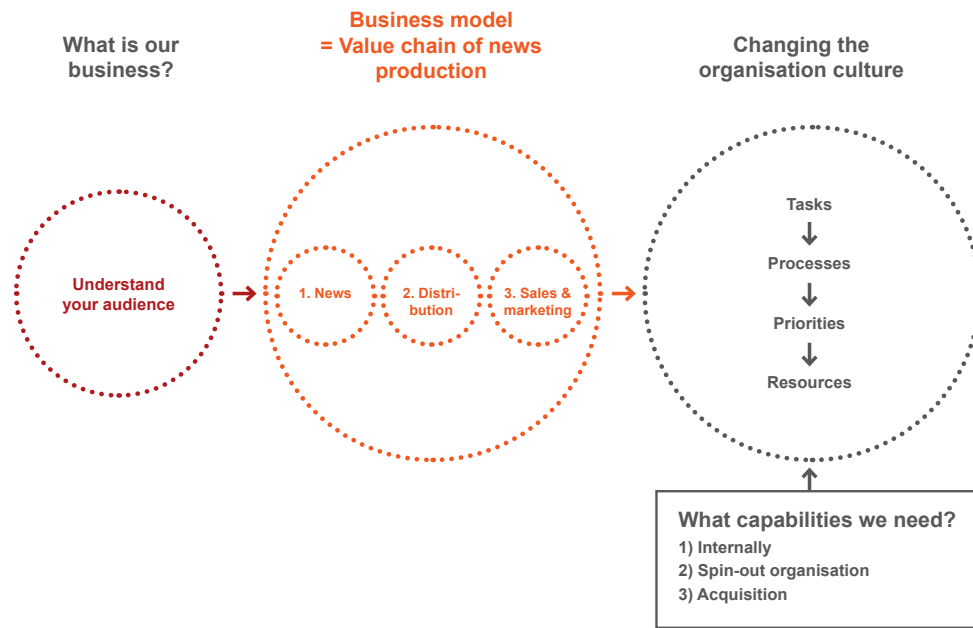 What is our
business?
Business model
= Value chain of news
production
Changing the
organisation culture
Understand
your audience
1. News
2. Distri-
bution
3. Sales &
marketing
Tasks
Processes
Priorities
Resources
What capabilities we need?
1) Internally
2) Spin-out organisation
3) Acquisition